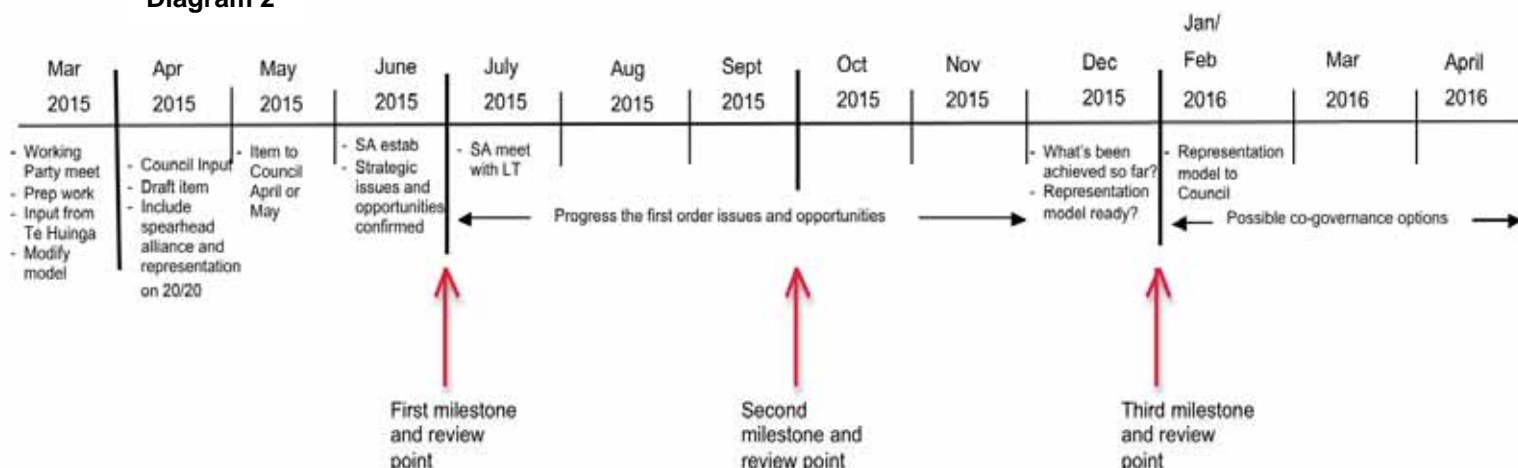 Diagram 2
Mar
2015
Apr
2015
May
2015
June
2015
July
2015
Aug
2015
Sept
2015
Oct
2015
Nov
2015
Dec
2015
Jan/
Feb
2016
Mar
2016
April
2016
- Working
Party meet
- Prep work
- Input from
Te Huinga
- Modify
model
- Council Input
- Draft item
- Include
spearhead
alliance and
representation
on 20/20
- Item to
Council
April or
May
- SA estab
- Strategic
issues and
opportunities
confirmed
- SA meet
with LT
Progress the first order issues and opportunities
- What's been
achieved so far?
- Representation
model ready?
- Representation
model to
Council
Possible co-governance options
First milestone
and review
point
Second
milestone and
review point
Third milestone
and review
point